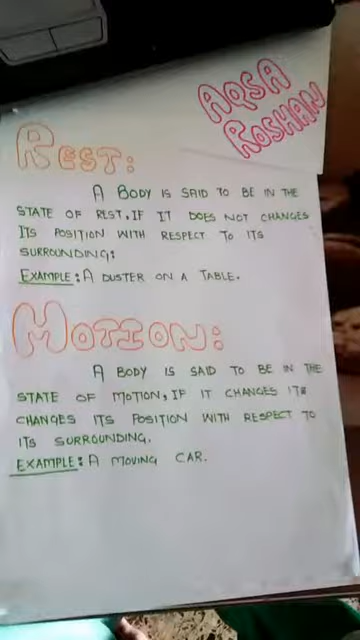 AQSA
ROSHAN
REST:
A BODY IS SAID TO BE IN THE
STATE OF REST, IF IT DOES NOT CHANGES
ITS POSITION WITH RESPECT TO ITS
SURROUNDING:
EXAMPLE: A DUSTER ON A TABLE.
MOTION:
A BODY IS SAID TO BE IN THE
STATE OF MOTION, IF IT CHANGES ITS
CHANGES ITS POSITION WITH RESPECT TO
ITS SURROUNDING.
EXAMPLE: A MOVING CAR.